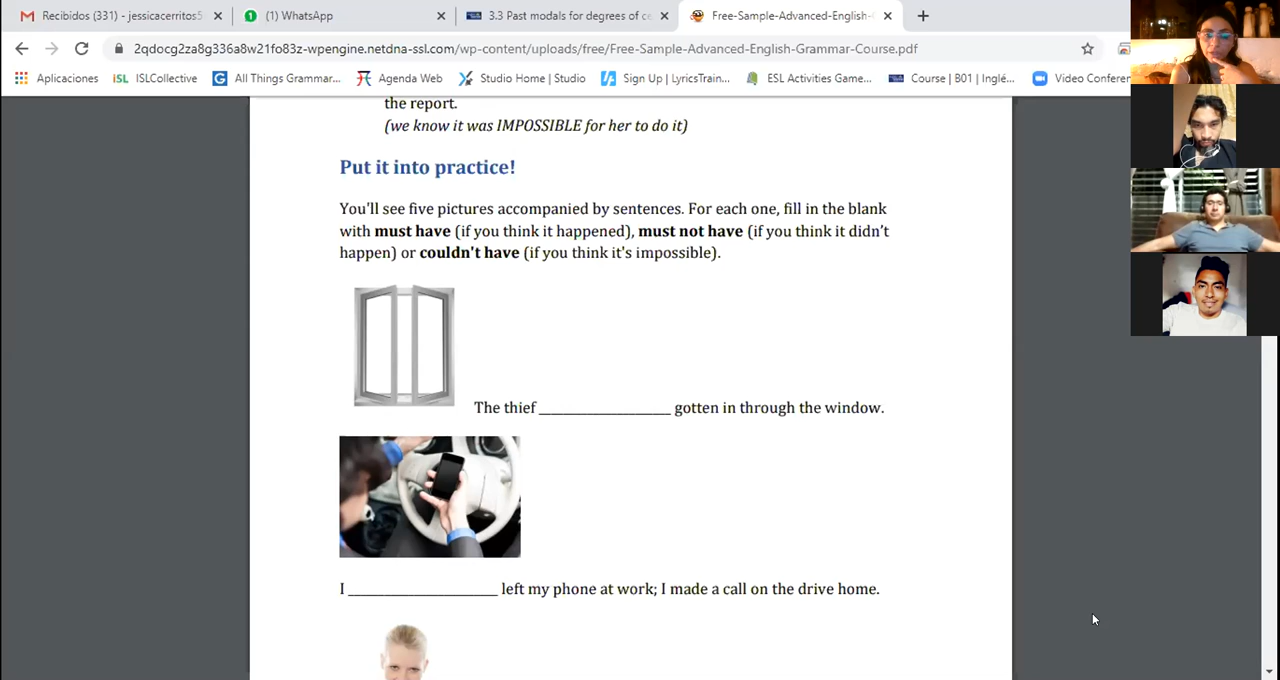 Recibidos (331) - jessicacerritos5
(1) WhatsApp
3.3 Past modals for degrees of ce
Free-Sample-Advanced-English-
2qdocg2za8g336a8w21fo83z-wpengine.netdna-ssl.com/wp-content/uploads/free/Free-Sample-Advanced-English-Grammar-Course.pdf
Aplicaciones
ISL ISLCollective
All Things Grammar...
Agenda Web
Studio Home | Studio
Sign Up | LyricsTrain...
ESL Activities Game...
Course | B01 | Inglé...
Video Conferen
the report.
(we know it was IMPOSSIBLE for her to do it)
Put it into practice!
You'll see five pictures accompanied by sentences. For each one, fill in the blank
with must have (if you think it happened), must not have (if you think it didn't
happen) or couldn't have (if you think it's impossible).
The thief ________________ gotten in through the window.
I __________________ left my phone at work; I made a call on the drive home.